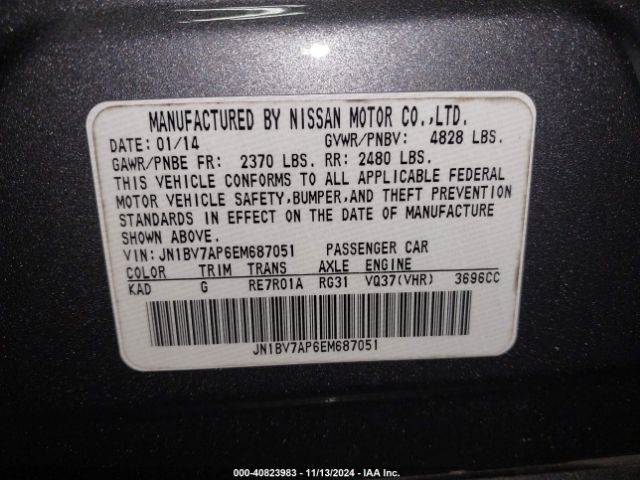 MANUFACTURED BY NISSAN MOTOR CO.,LTD.
DATE: 01/14 GVWR/PNBV: 4828 LBS.
GAWR/PNBE FR: 2370 LBS. RR: 2480 LBS.
THIS VEHICLE CONFORMS TO ALL APPLICABLE FEDERAL
MOTOR VEHICLE SAFETY,BUMPER,AND THEFT PREVENTION
STANDARDS IN EFFECT ON THE DATE OF MANUFACTURE
SHOWN ABOVE.
VIN: JN1BV7AP6EM687051 PASSENGER CAR
COLOR TRIM TRANS AXLE ENGINE
KAD G RE7R01A RG31 VQ37(VHR) 3696CC
JN1BV7AP6EM687051
000-40823983 - 11/13/2024 - IAA Inc.